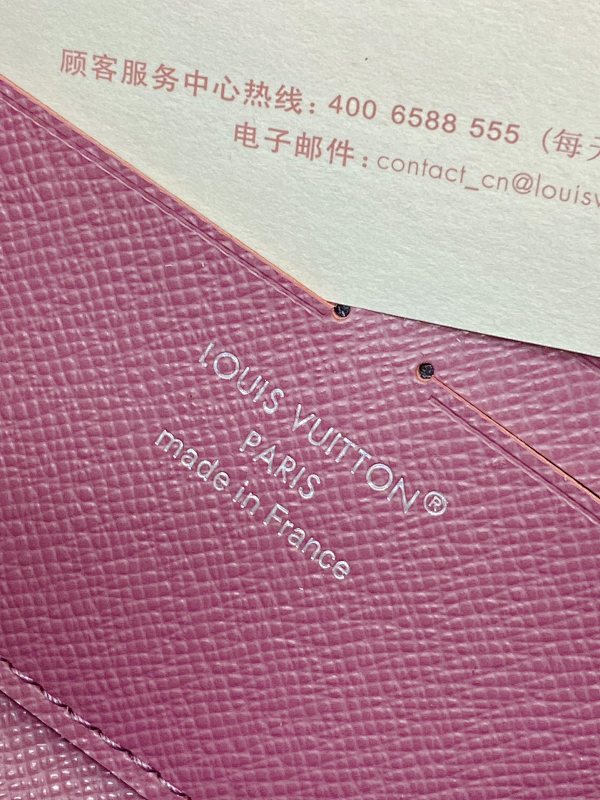 顾客服务中心热线：400 6588 555（每天
电子邮件：contact_cn@louisv
LOUIS VUITTON®
PARIS
made in France